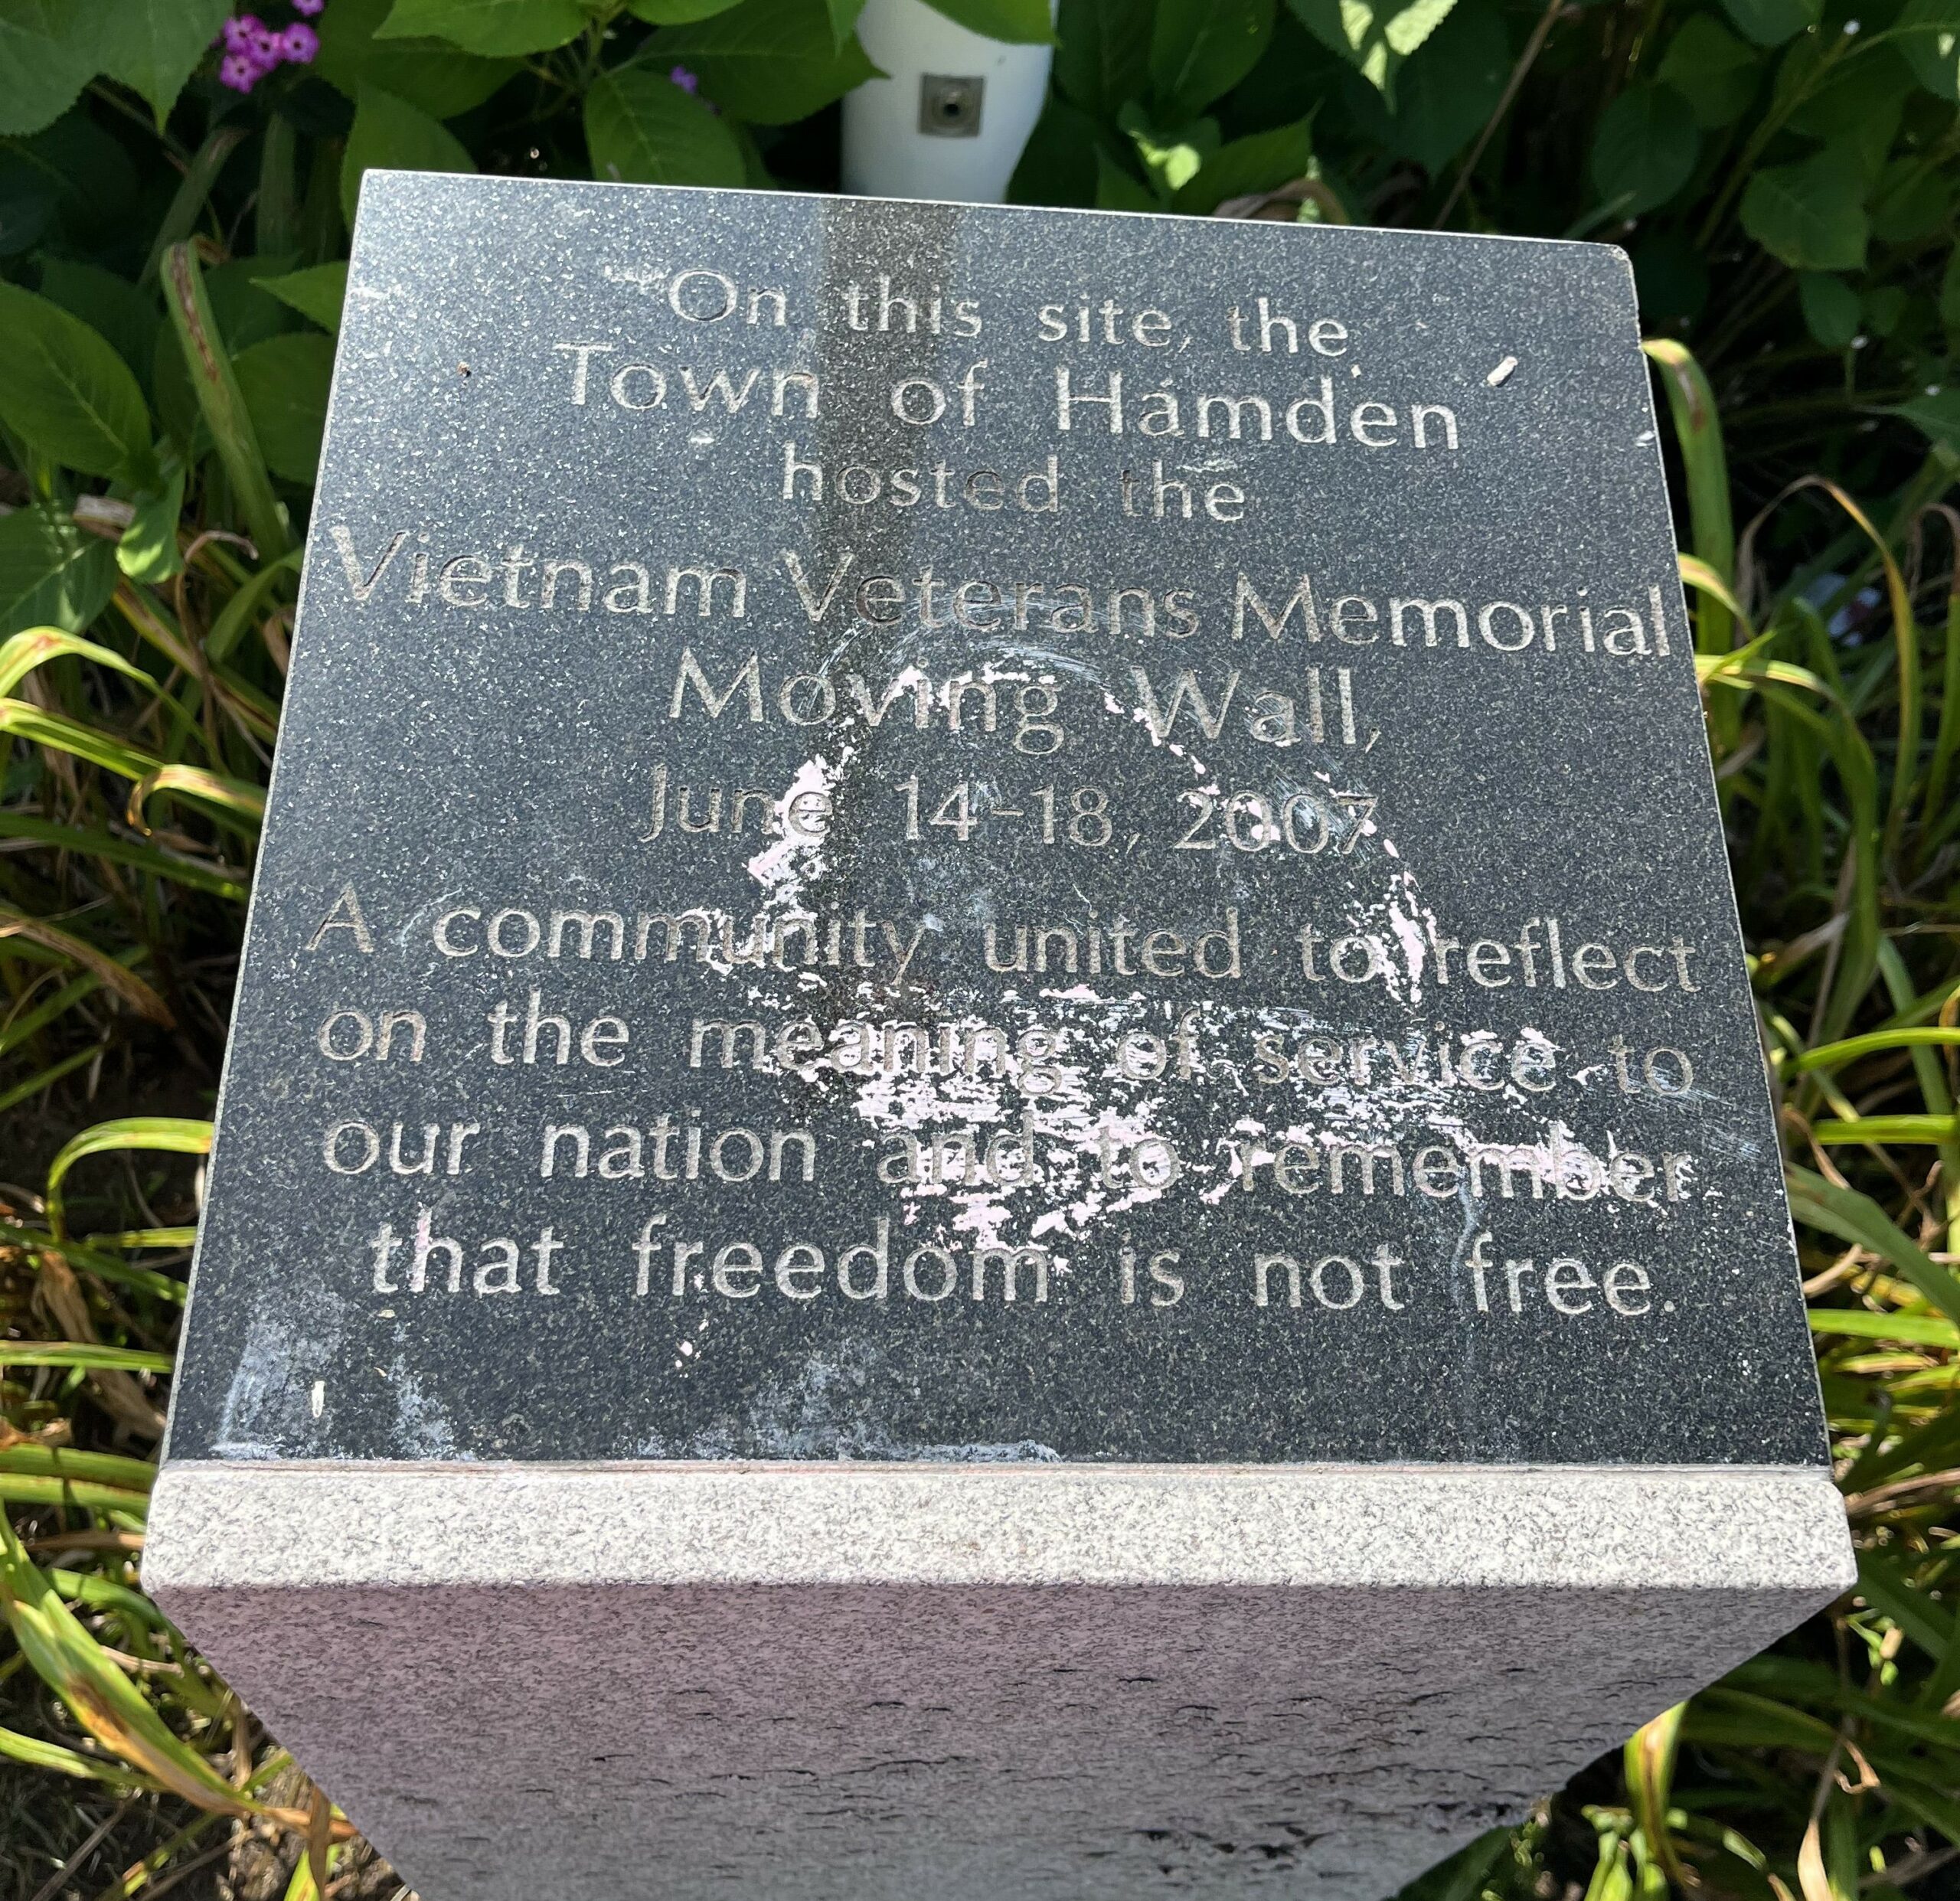 On this site, the
Town of Hamden
hosted the
Vietnam Veterans Memorial
Moving Wall,
June 14-18, 2007
A community united to reflect
on the meaning of service to
our nation and to remember
that freedom is not free.